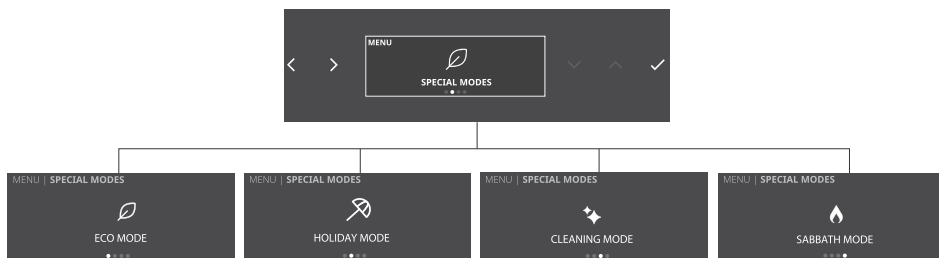 MENU
SPECIAL MODES
MENU | SPECIAL MODES
ECO MODE
MENU | SPECIAL MODES
HOLIDAY MODE
MENU | SPECIAL MODES
CLEANING MODE
MENU | SPECIAL MODES
SABBATH MODE